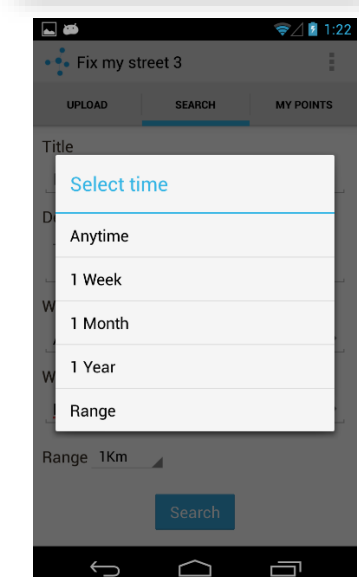 1:22
Fix my street 3
UPLOAD SEARCH MY POINTS
Title
Select time
Anytime
1 Week
1 Month
1 Year
Range
Range 1Km
Search